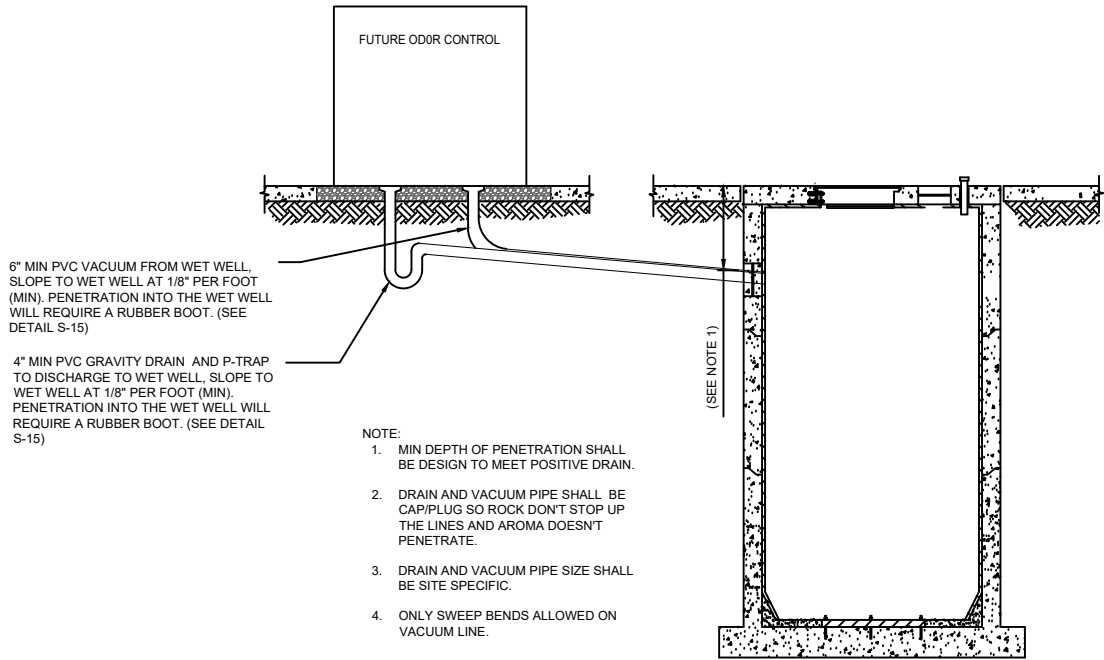 FUTURE OD0R CONTROL
6" MIN PVC VACUUM FROM WET WELL,
SLOPE TO WET WELL AT 1/8" PER FOOT
(MIN). PENETRATION INTO THE WET WELL
WILL REQUIRE A RUBBER BOOT. (SEE
DETAIL S-15)
4" MIN PVC GRAVITY DRAIN AND P-TRAP
TO DISCHARGE TO WET WELL, SLOPE TO
WET WELL AT 1/8" PER FOOT (MIN).
PENETRATION INTO THE WET WELL WILL
REQUIRE A RUBBER BOOT. (SEE DETAIL
S-15)
(SEE NOTE 1)
NOTE:
1. MIN DEPTH OF PENETRATION SHALL
BE DESIGN TO MEET POSITIVE DRAIN.
2. DRAIN AND VACUUM PIPE SHALL BE
CAP/PLUG SO ROCK DON'T STOP UP
THE LINES AND AROMA DOESN'T
PENETRATE.
3. DRAIN AND VACUUM PIPE SIZE SHALL
BE SITE SPECIFIC.
4. ONLY SWEEP BENDS ALLOWED ON
VACUUM LINE.